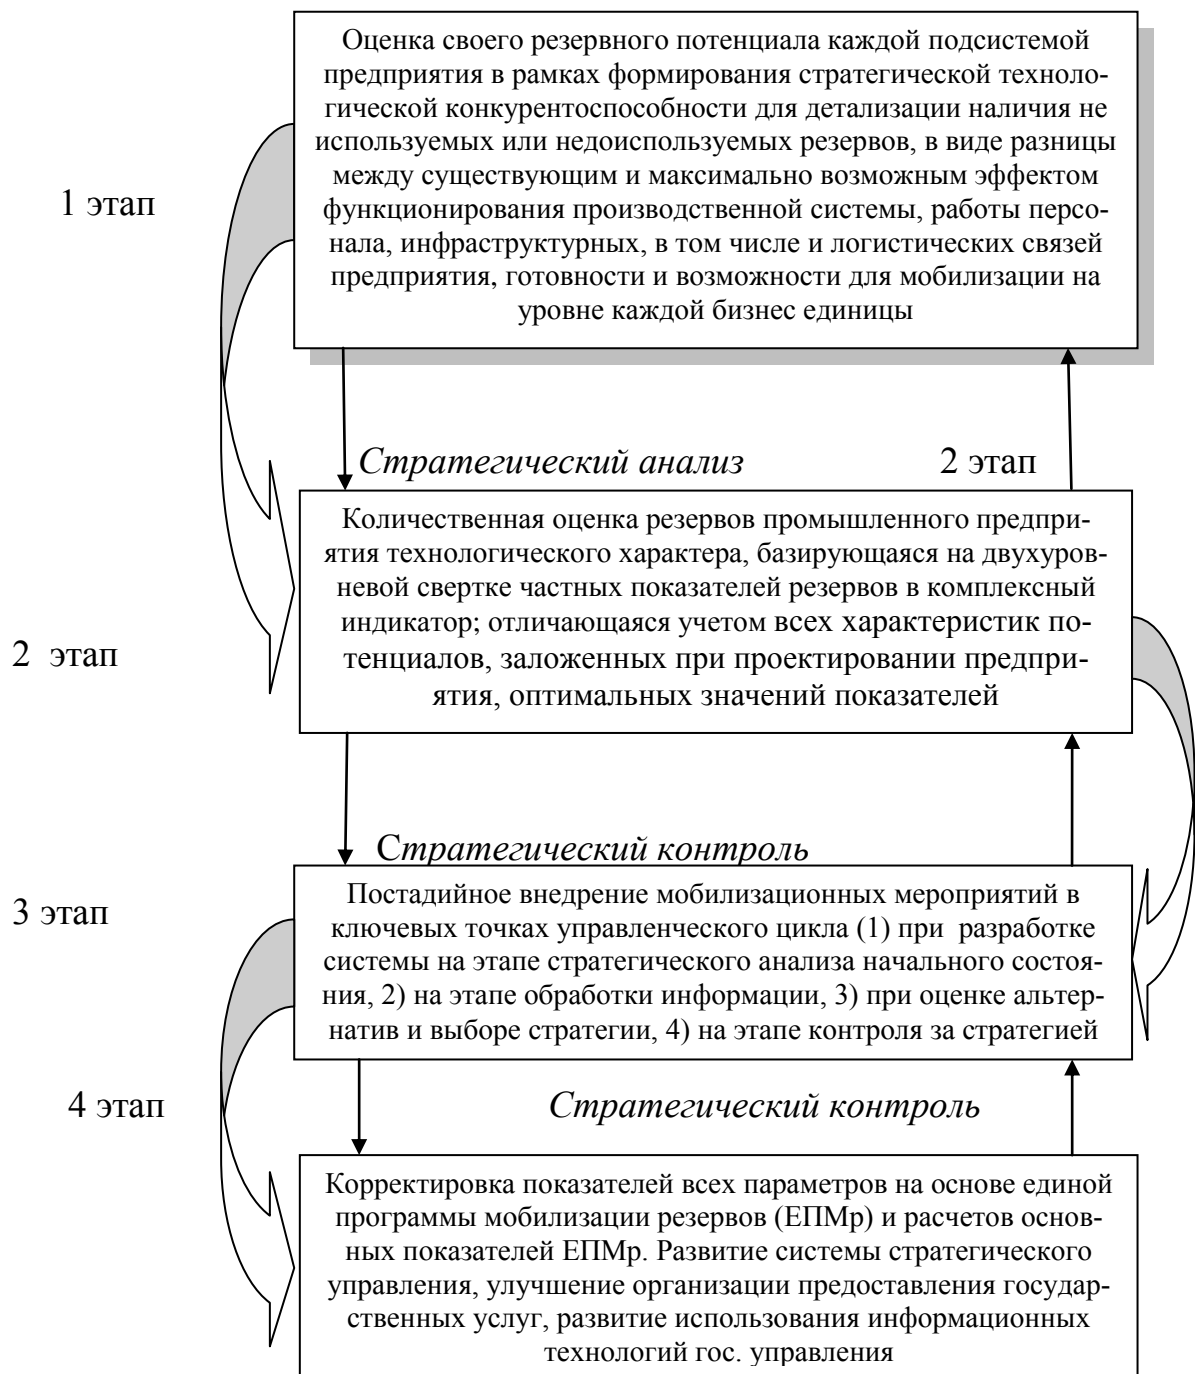 Оценка своего резервного потенциала каждой подсистемой
предприятия в рамках формирования стратегической техноло-
гической конкурентоспособности для детализации наличия не
используемых или недоиспользуемых резервов, в виде разницы
между существующим и максимально возможным эффектом
функционирования производственной системы, работы персо-
нала, инфраструктурных, в том числе и логистических связей
предприятия, готовности и возможности для мобилизации на
уровне каждой бизнес единицы
1 этап
Стратегический анализ
2 этап
Количественная оценка резервов промышленного предпри-
ятия технологического характера, базирующаяся на двухуров-
невой свертке частных показателей резервов в комплексный
индикатор; отличающаяся учетом всех характеристик по-
тенциалов, заложенных при проектировании предпри-
ятия, оптимальных значений показателей
2 этап
Стратегический контроль
3 этап
Постадийное внедрение мобилизационных мероприятий в
ключевых точках управленческого цикла (1) при разработке
системы на этапе стратегического анализа начального состоя-
ния, 2) на этапе обработки информации, 3) при оценке альтер-
натив и выборе стратегии, 4) на этапе контроля за стратегией
4 этап
Стратегический контроль
Корректировка показателей всех параметров на основе единой
программы мобилизации резервов (ЕПМр) и расчетов основ-
ных показателей ЕПМр. Развитие системы стратегического
управления, улучшение организации предоставления государ-
ственных услуг, развитие использования информационных
технологий гос. управления